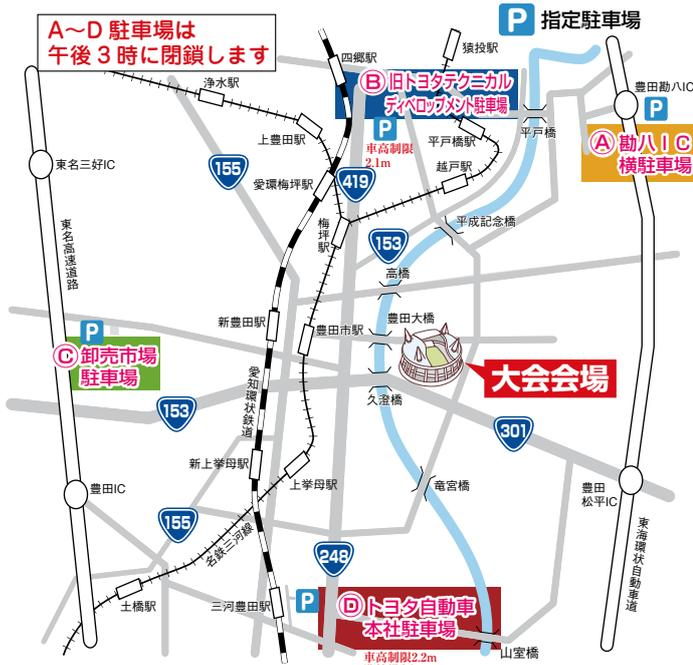 A〜D 駐車場は
午後3時に閉鎖します
P 指定駐車場
四郷駅
猿投駅
浄水駅
B 旧トヨタテクニカル
ディベロップメント駐車場
豊田勘八IC
P
P
車高制限
2.1m
上豊田駅
平戸橋駅
平戸橋
A 勘八IC
横駐車場
東名三好IC
155
愛環梅坪駅
419
越戸駅
梅坪駅
153
平成記念橋
東名高速道路
高橋
新豊田駅
豊田市駅
豊田大橋
P
C 卸売市場
駐車場
愛知環状鉄道
大会会場
153
久澄橋
301
新上挙母駅
上挙母駅
竜宮橋
豊田IC
豊田
松平IC
155
名鉄三河線
248
東海環状自動車道
土橋駅
三河豊田駅
P
D トヨタ自動車
本社駐車場
山室橋
車高制限2.2m